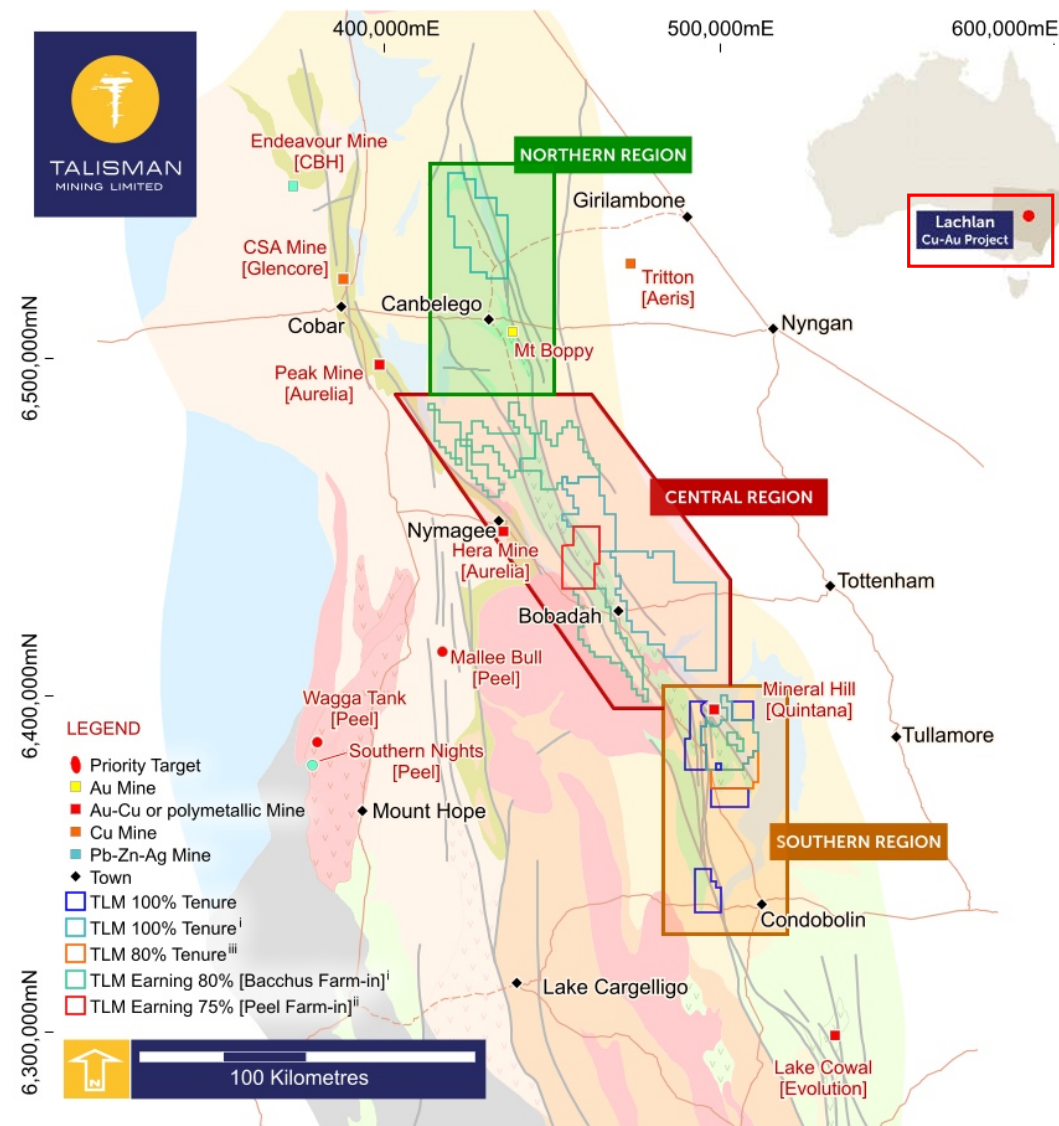 400,000mE
500,000mE
600,000mE
TALISMAN
MINING LIMITED
Endeavour Mine
[CBH]
NORTHERN REGION
Girilambone
Lachlan
Cu-Au Project
CSA Mine
[Glencore]
Tritton
[Aeris]
Canbelego
Cobar
Nyngan
Mt Boppy
6,500,000mN
Peak Mine
[Aurelia]
CENTRAL REGION
Nymagee
Hera Mine
[Aurelia]
Tottenham
Bobadah
Mallee Bull
[Peel]
Wagga Tank
[Peel]
Mineral Hill
[Quintana]
6,400,000mN
Southern Nights
[Peel]
Tullamore
Mount Hope
SOUTHERN REGION
Condobolin
LEGEND
Priority Target
Au Mine
Au-Cu or polymetallic Mine
Cu Mine
Pb-Zn-Ag Mine
Town
TLM 100% Tenure
TLM 100% Tenure i
TLM 80% Tenure iii
TLM Earning 80% [Bacchus Farm-in] i
TLM Earning 75% [Peel Farm-in] ii
Lake Cargelligo
6,300,000mN
N
100 Kilometres
Lake Cowal
[Evolution]